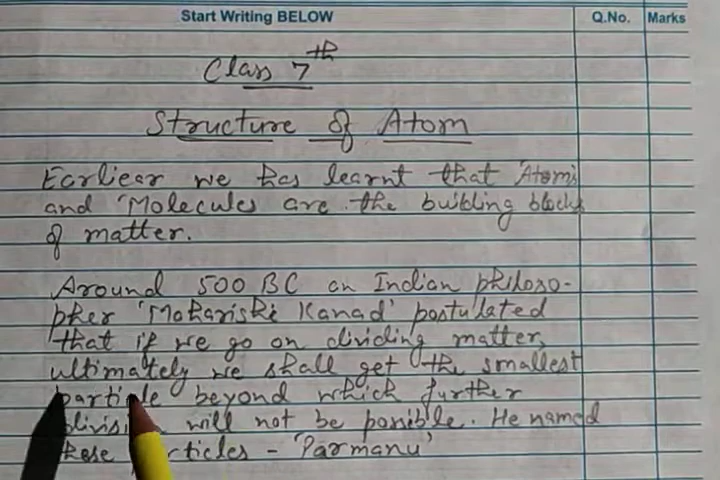 Start Writing BELOW
Q.No.
Marks
Class 7th
Structure of Atom
Earliear we has learnt that 'Atoms
and 'Molecules are the building blocks
of matter.
Around 500 BC an Indian philoso-
pher 'Maharishi Kanad' postulated
that if we go on dividing matter,
ultimately we shall get the smallest
particle beyond which further
will not be possible. He named
these - 'Parmanu'